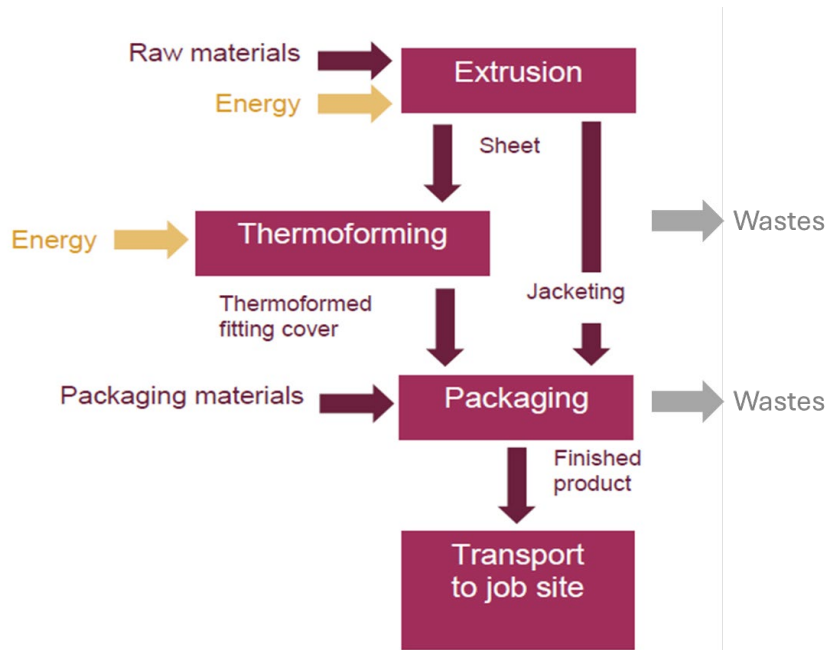 Raw materials
Extrusion
Energy
Sheet
Energy
Thermoforming
Wastes
Thermoformed
fitting cover
Jacketing
Packaging materials
Packaging
Wastes
Finished
product
Transport
to job site